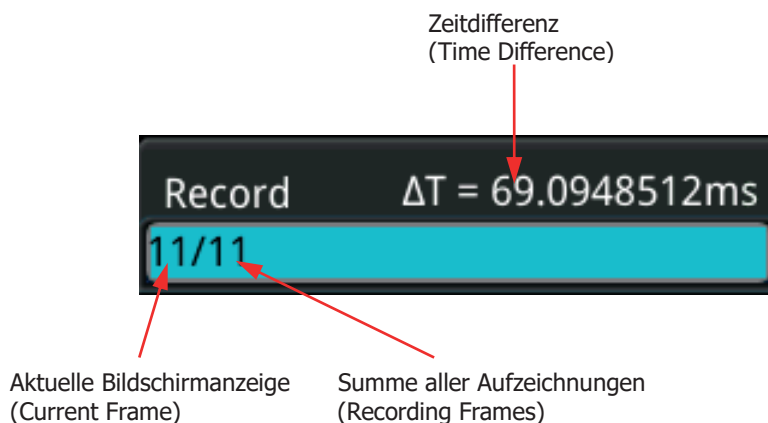 Zeitdifferenz
(Time Difference)
Record ΔT = 69.0948512ms
11/11
Aktuelle Bildschirmanzeige
(Current Frame)
Summe aller Aufzeichnungen
(Recording Frames)